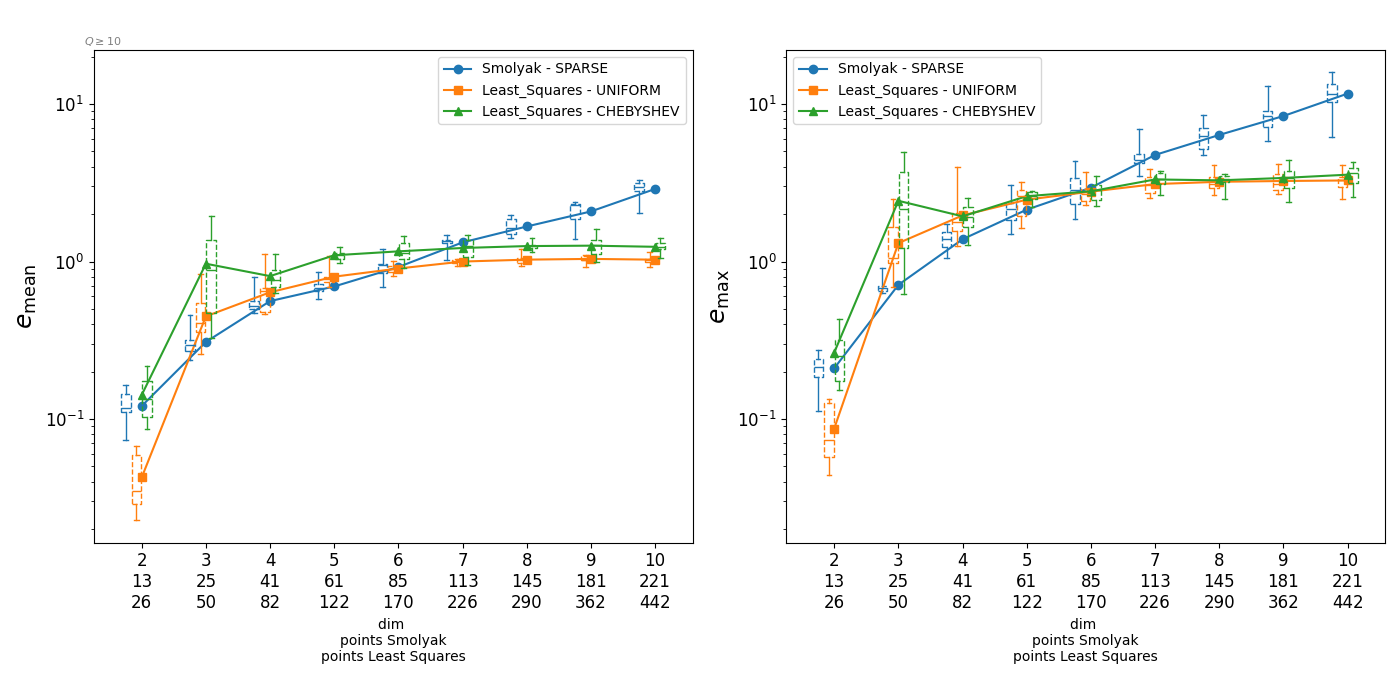 Q ≥ 10
Smolyak - SPARSE
Least_Squares - UNIFORM
Least_Squares - CHEBYSHEV
10¹
10⁰
10⁻¹
e_mean
2 3 4 5 6 7 8 9 10
13 25 41 61 85 113 145 181 221
26 50 82 122 170 226 290 362 442
dim
points Smolyak
points Least Squares
Smolyak - SPARSE
Least_Squares - UNIFORM
Least_Squares - CHEBYSHEV
10¹
10⁰
10⁻¹
e_max
2 3 4 5 6 7 8 9 10
13 25 41 61 85 113 145 181 221
26 50 82 122 170 226 290 362 442
dim
points Smolyak
points Least Squares